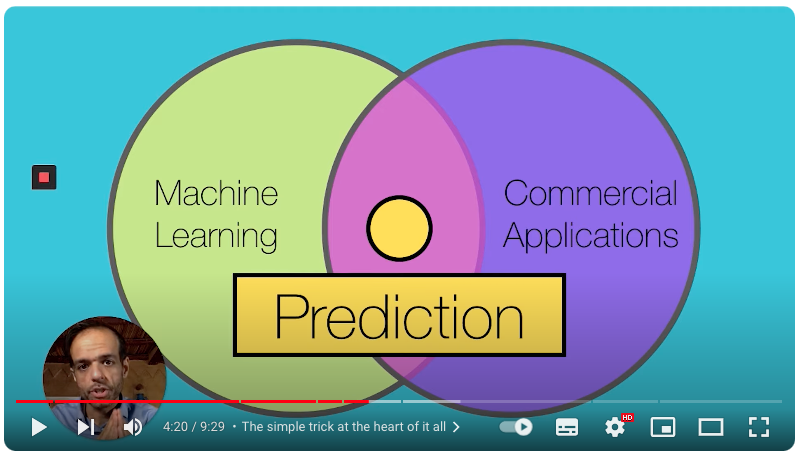 Machine
Learning
Commercial
Applications
Prediction
HD
4:20 / 9:29 • The simple trick at the heart of it all